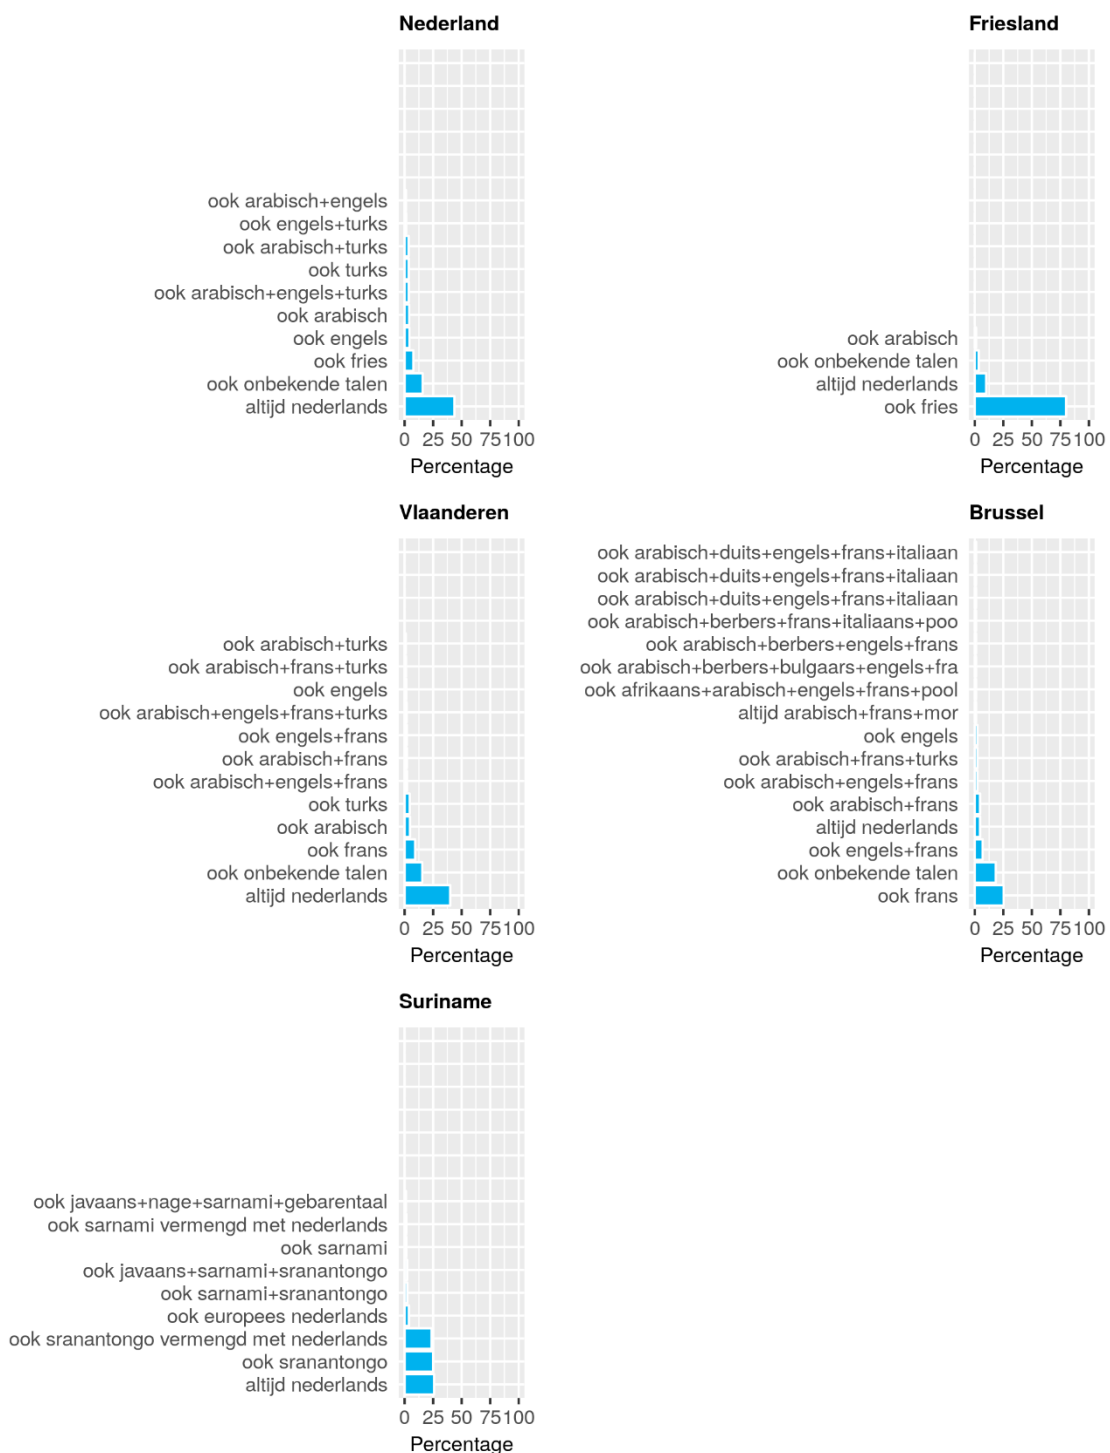 Nederland
ook arabisch+engels
ook engels+turks
ook arabisch+turks
ook turks
ook arabisch+engels+turks
ook arabisch
ook engels
ook fries
ook onbekende talen
altijd nederlands
0 25 50 75 100
Percentage
Friesland
ook arabisch
ook onbekende talen
altijd nederlands
ook fries
0 25 50 75 100
Percentage
Vlaanderen
ook arabisch+turks
ook arabisch+frans+turks
ook engels
ook arabisch+engels+frans+turks
ook engels+frans
ook arabisch+frans
ook arabisch+engels+frans
ook turks
ook arabisch
ook frans
ook onbekende talen
altijd nederlands
0 25 50 75 100
Percentage
Brussel
ook arabisch+duits+engels+frans+italiaan
ook arabisch+duits+engels+frans+italiaan
ook arabisch+duits+engels+frans+italiaan
ook arabisch+berbers+frans+italiaans+poo
ook arabisch+berbers+engels+frans
ook arabisch+berbers+bulgaars+engels+fra
ook afrikaans+arabisch+engels+frans+pool
altijd arabisch+frans+mor
ook engels
ook arabisch+frans+turks
ook arabisch+engels+frans
ook arabisch+frans
altijd nederlands
ook engels+frans
ook onbekende talen
ook frans
0 25 50 75 100
Percentage
Suriname
ook javaans+nage+sarnami+gebarentaal
ook sarnami vermengd met nederlands
ook sarnami
ook javaans+sarnami+sranantongo
ook sarnami+sranantongo
ook europees nederlands
ook sranantongo vermengd met nederlands
ook sranantongo
altijd nederlands
0 25 50 75 100
Percentage